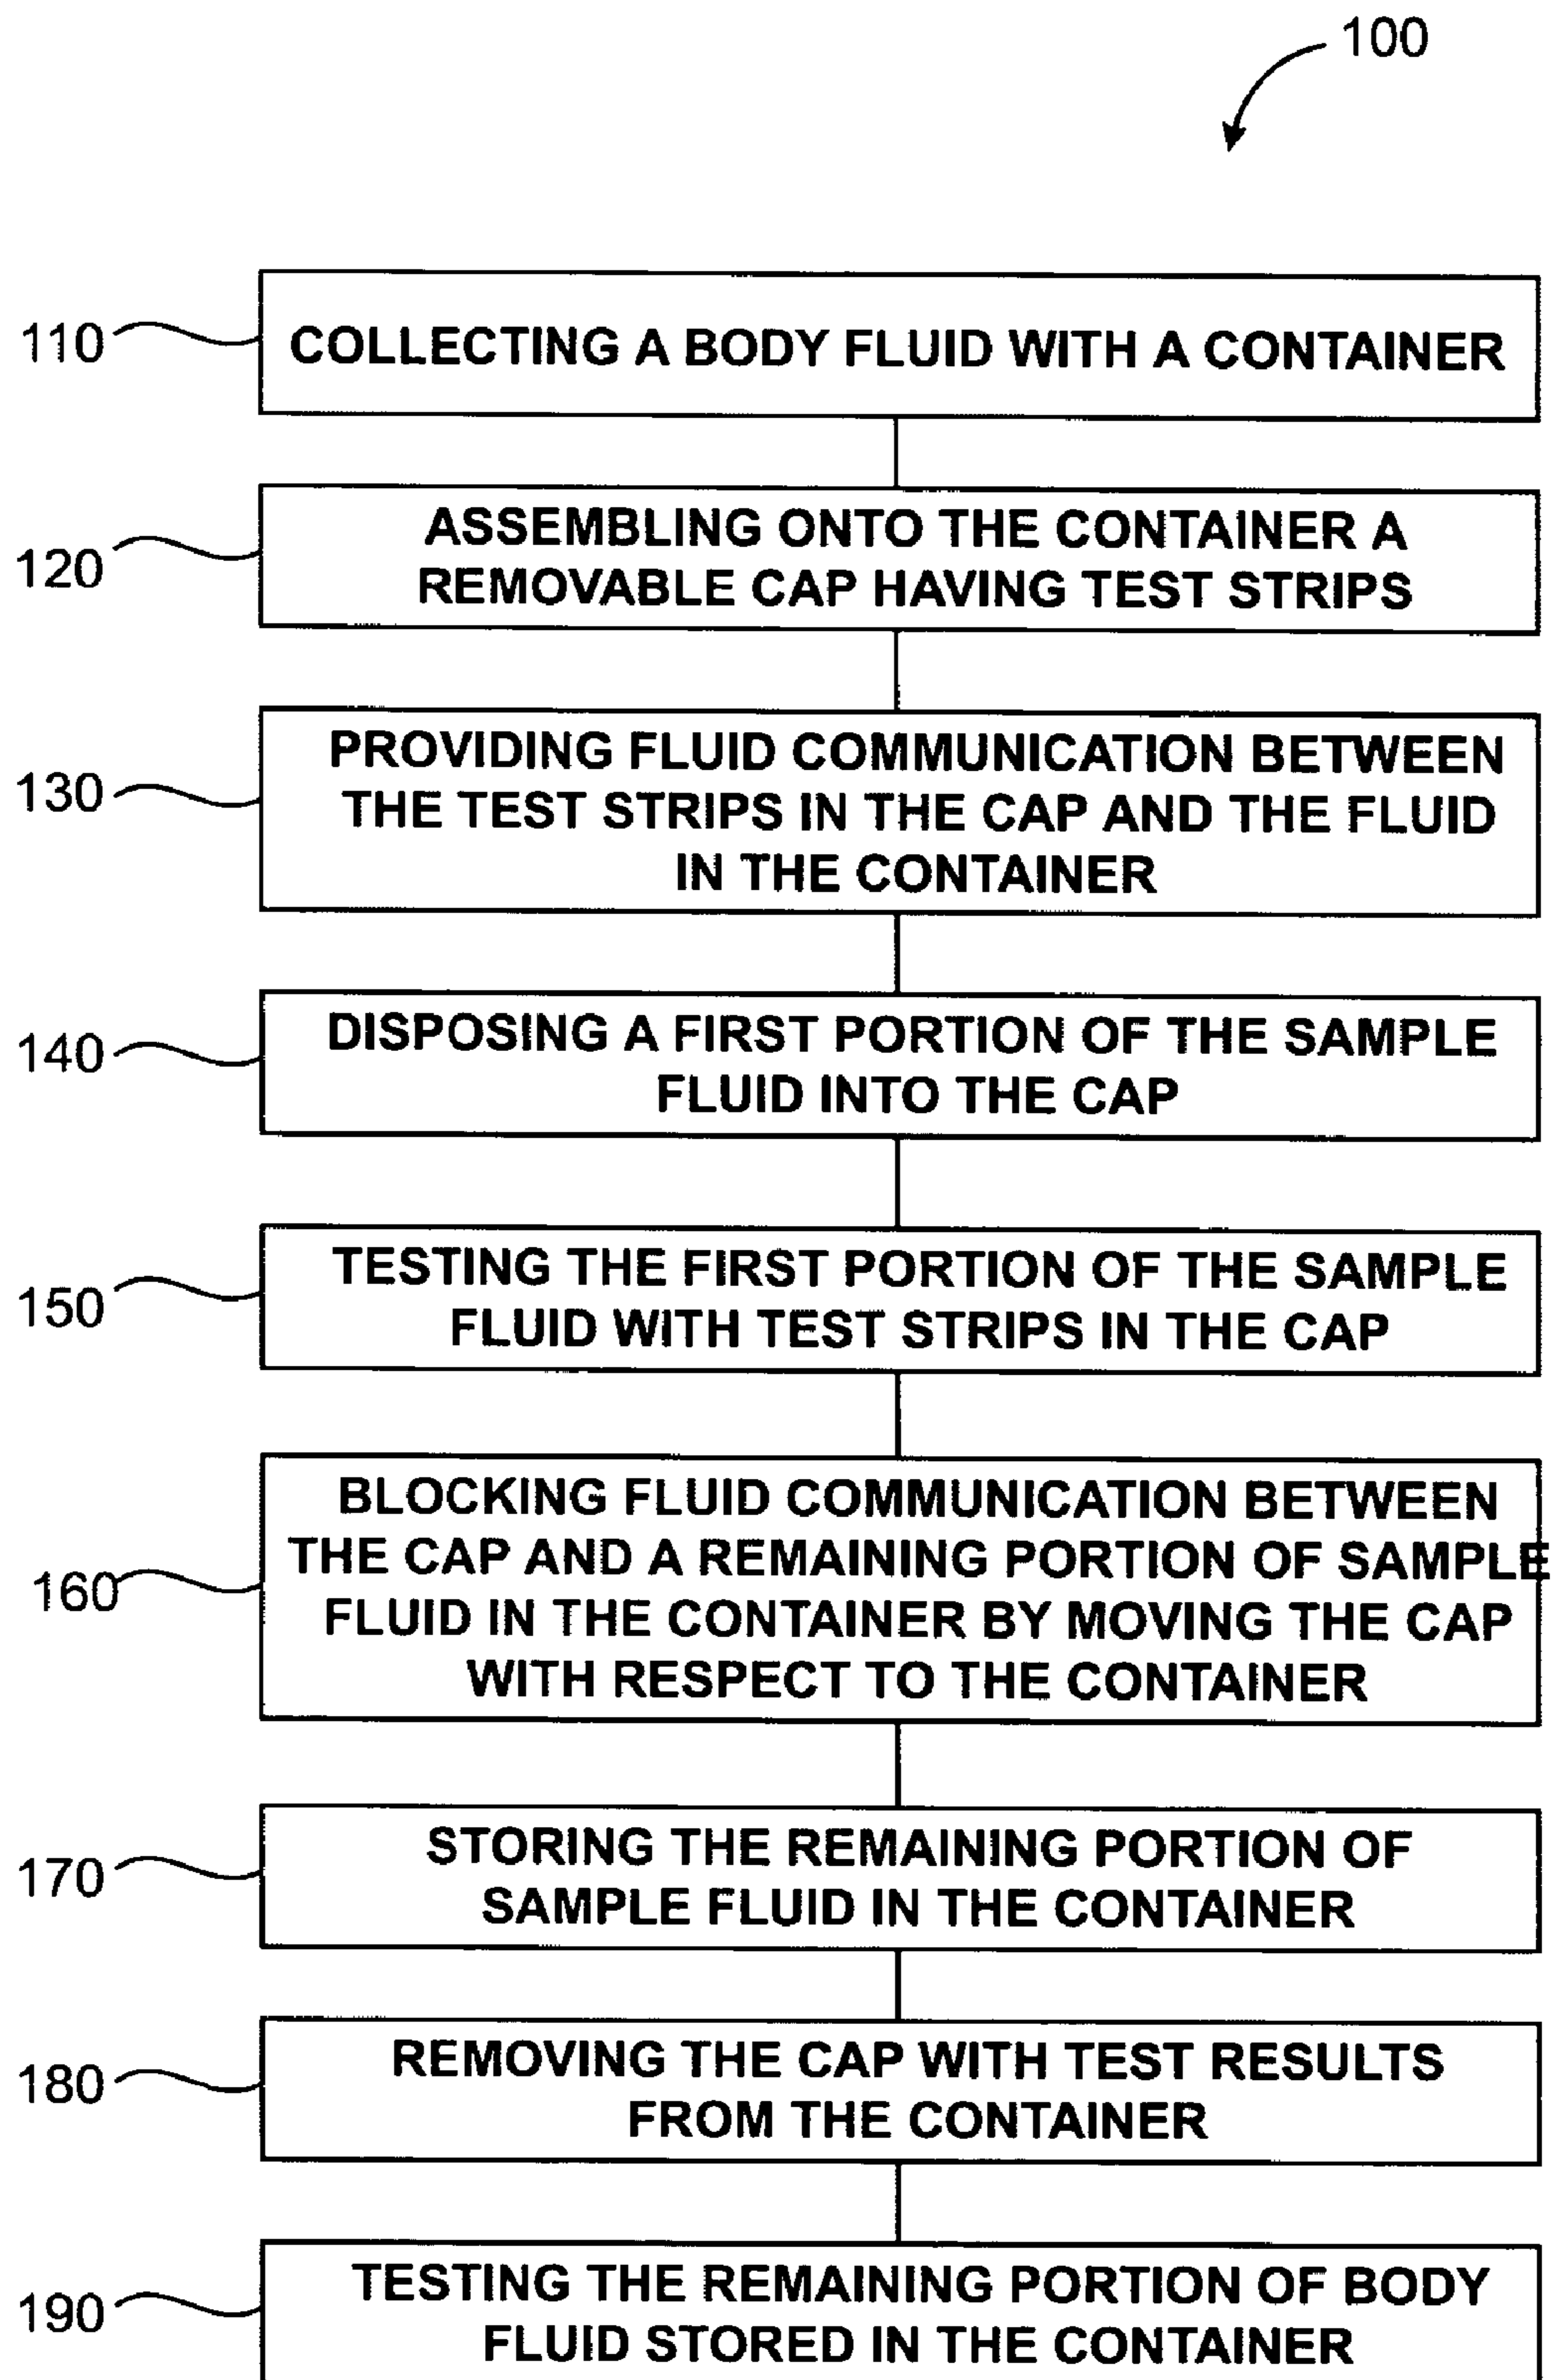 100
110
COLLECTING A BODY FLUID WITH A CONTAINER
120
ASSEMBLING ONTO THE CONTAINER A
REMOVABLE CAP HAVING TEST STRIPS
130
PROVIDING FLUID COMMUNICATION BETWEEN
THE TEST STRIPS IN THE CAP AND THE FLUID
IN THE CONTAINER
140
DISPOSING A FIRST PORTION OF THE SAMPLE
FLUID INTO THE CAP
150
TESTING THE FIRST PORTION OF THE SAMPLE
FLUID WITH TEST STRIPS IN THE CAP
160
BLOCKING FLUID COMMUNICATION BETWEEN
THE CAP AND A REMAINING PORTION OF SAMPLE
FLUID IN THE CONTAINER BY MOVING THE CAP
WITH RESPECT TO THE CONTAINER
170
STORING THE REMAINING PORTION OF
SAMPLE FLUID IN THE CONTAINER
180
REMOVING THE CAP WITH TEST RESULTS
FROM THE CONTAINER
190
TESTING THE REMAINING PORTION OF BODY
FLUID STORED IN THE CONTAINER